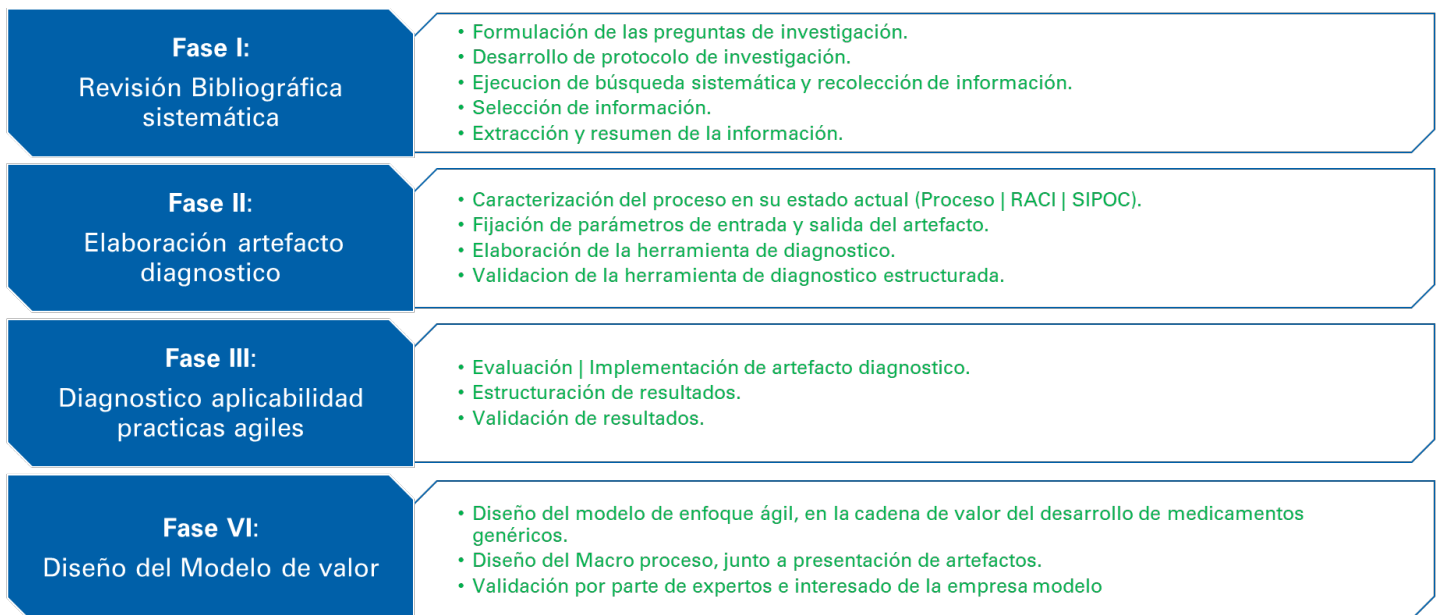 Fase I:
Revisión Bibliográfica
sistemática
• Formulación de las preguntas de investigación.
• Desarrollo de protocolo de investigación.
• Ejecucion de búsqueda sistemática y recolección de información.
• Selección de información.
• Extracción y resumen de la información.
Fase II:
Elaboración artefacto
diagnostico
• Caracterización del proceso en su estado actual (Proceso | RACI | SIPOC).
• Fijación de parámetros de entrada y salida del artefacto.
• Elaboración de la herramienta de diagnostico.
• Validacion de la herramienta de diagnostico estructurada.
Fase III:
Diagnostico aplicabilidad
practicas agiles
• Evaluación | Implementación de artefacto diagnostico.
• Estructuración de resultados.
• Validación de resultados.
Fase VI:
Diseño del Modelo de valor
• Diseño del modelo de enfoque ágil, en la cadena de valor del desarrollo de medicamentos
genéricos.
• Diseño del Macro proceso, junto a presentación de artefactos.
• Validación por parte de expertos e interesado de la empresa modelo